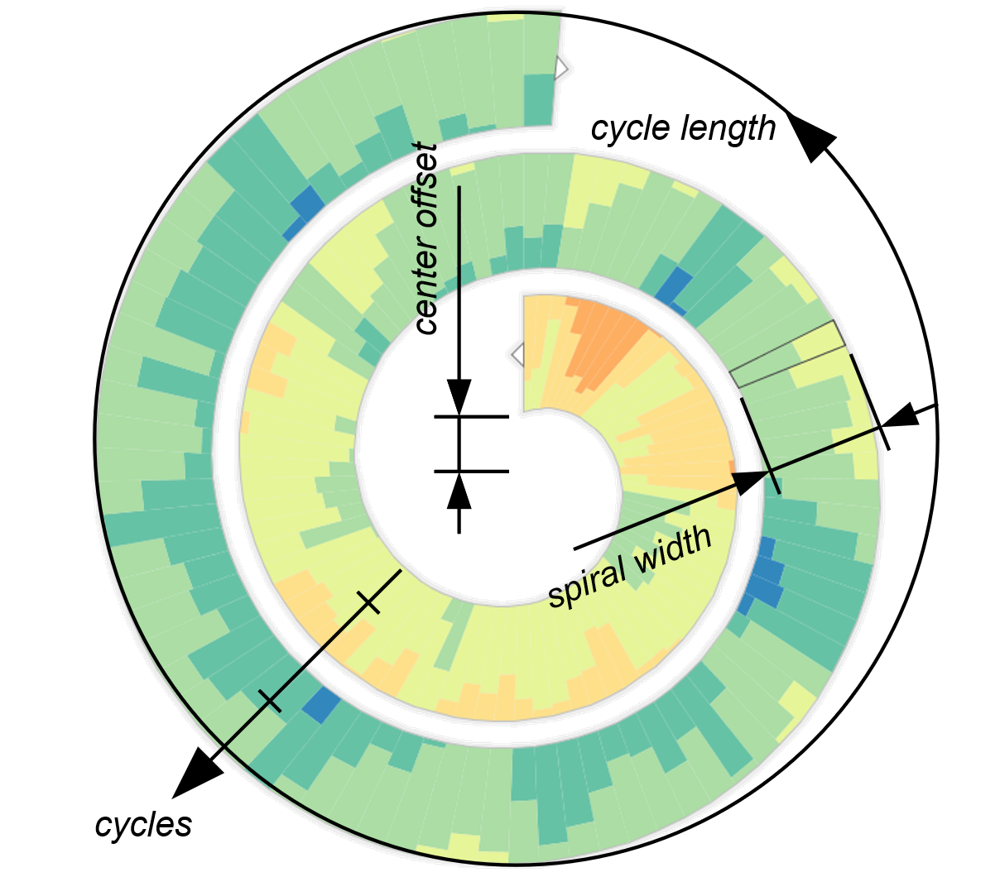 cycle length
center offset
spiral width
cycles